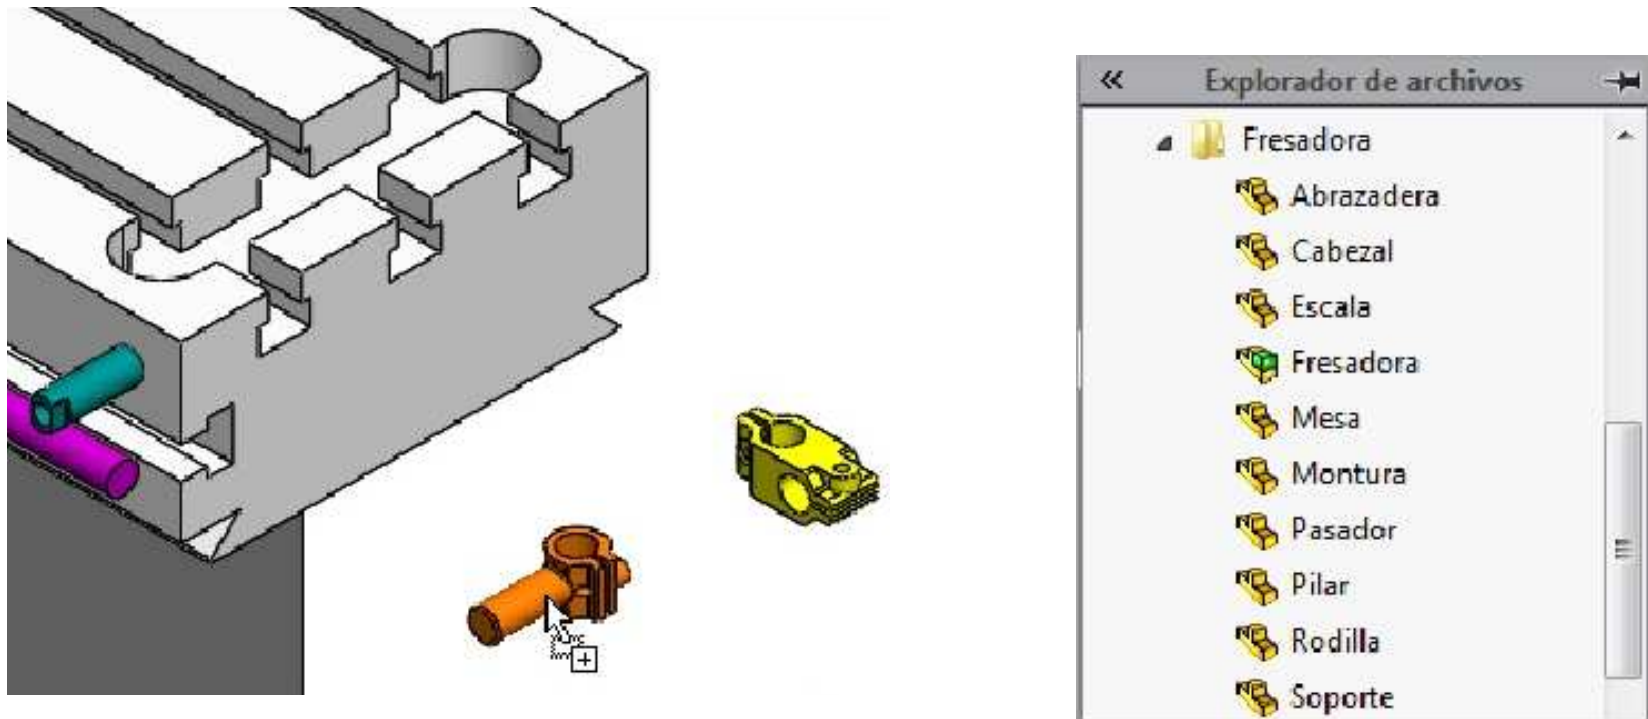 Explorador de archivos
Fresadora
Abrazadera
Cabezal
Escala
Fresadora
Mesa
Montura
Pasador
Pilar
Rodilla
Soporte